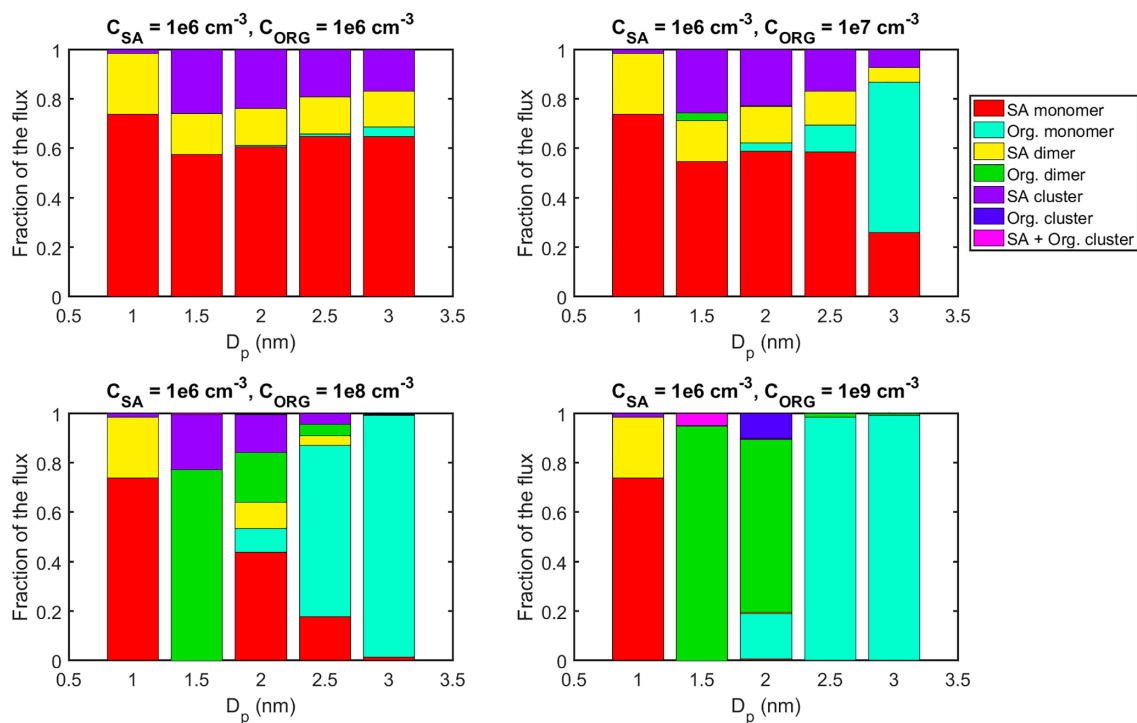 C_SA = 1e6 cm^-3, C_ORG = 1e6 cm^-3
Fraction of the flux
1
0.8
0.6
0.4
0.2
0
0.5 1 1.5 2 2.5 3 3.5
D_p (nm)
C_SA = 1e6 cm^-3, C_ORG = 1e7 cm^-3
Fraction of the flux
1
0.8
0.6
0.4
0.2
0
0.5 1 1.5 2 2.5 3 3.5
D_p (nm)
SA monomer
Org. monomer
SA dimer
Org. dimer
SA cluster
Org. cluster
SA + Org. cluster
C_SA = 1e6 cm^-3, C_ORG = 1e8 cm^-3
Fraction of the flux
1
0.8
0.6
0.4
0.2
0
0.5 1 1.5 2 2.5 3 3.5
D_p (nm)
C_SA = 1e6 cm^-3, C_ORG = 1e9 cm^-3
Fraction of the flux
1
0.8
0.6
0.4
0.2
0
0.5 1 1.5 2 2.5 3 3.5
D_p (nm)